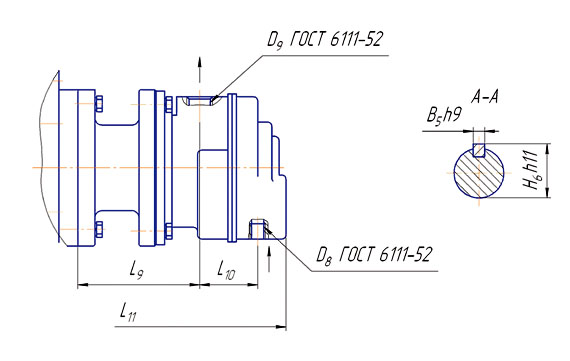 D9 ГОСТ 6111-52
A-A
B5h9
H6h11
D8 ГОСТ 6111-52
L9
L10
L11